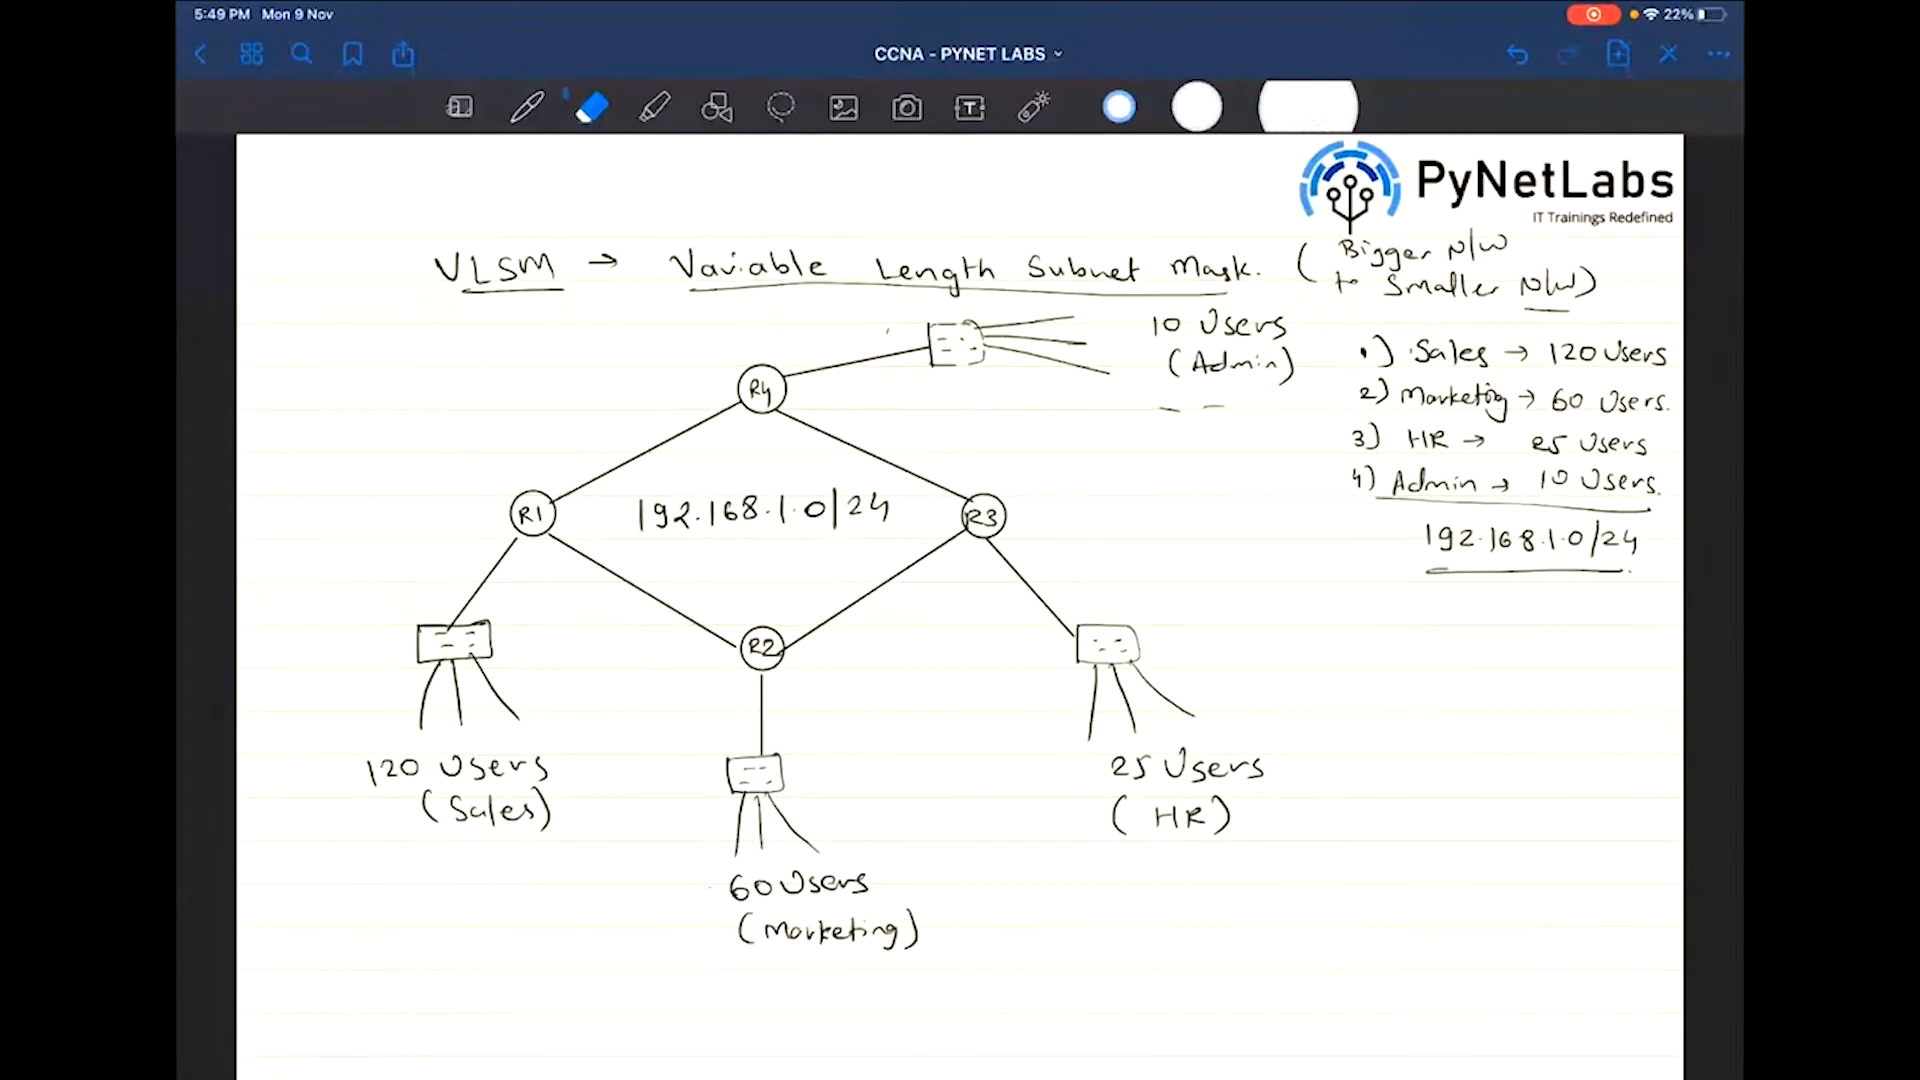 5:49 PM Mon 9 Nov
22%
CCNA - PYNET LABS
PyNetLabs
IT Trainings Redefined
VLSM → Variable Length Subnet Mask. (Bigger N/W
to Smaller N/W)
10 Users
(Admin)
1) Sales → 120 Users
2) Marketing → 60 Users.
3) HR → 25 Users
4) Admin → 10 Users.
192.168.1.0/24
R4
R1
192.168.1.0/24
R3
R2
120 Users
(Sales)
25 Users
(HR)
60 Users
(Marketing)